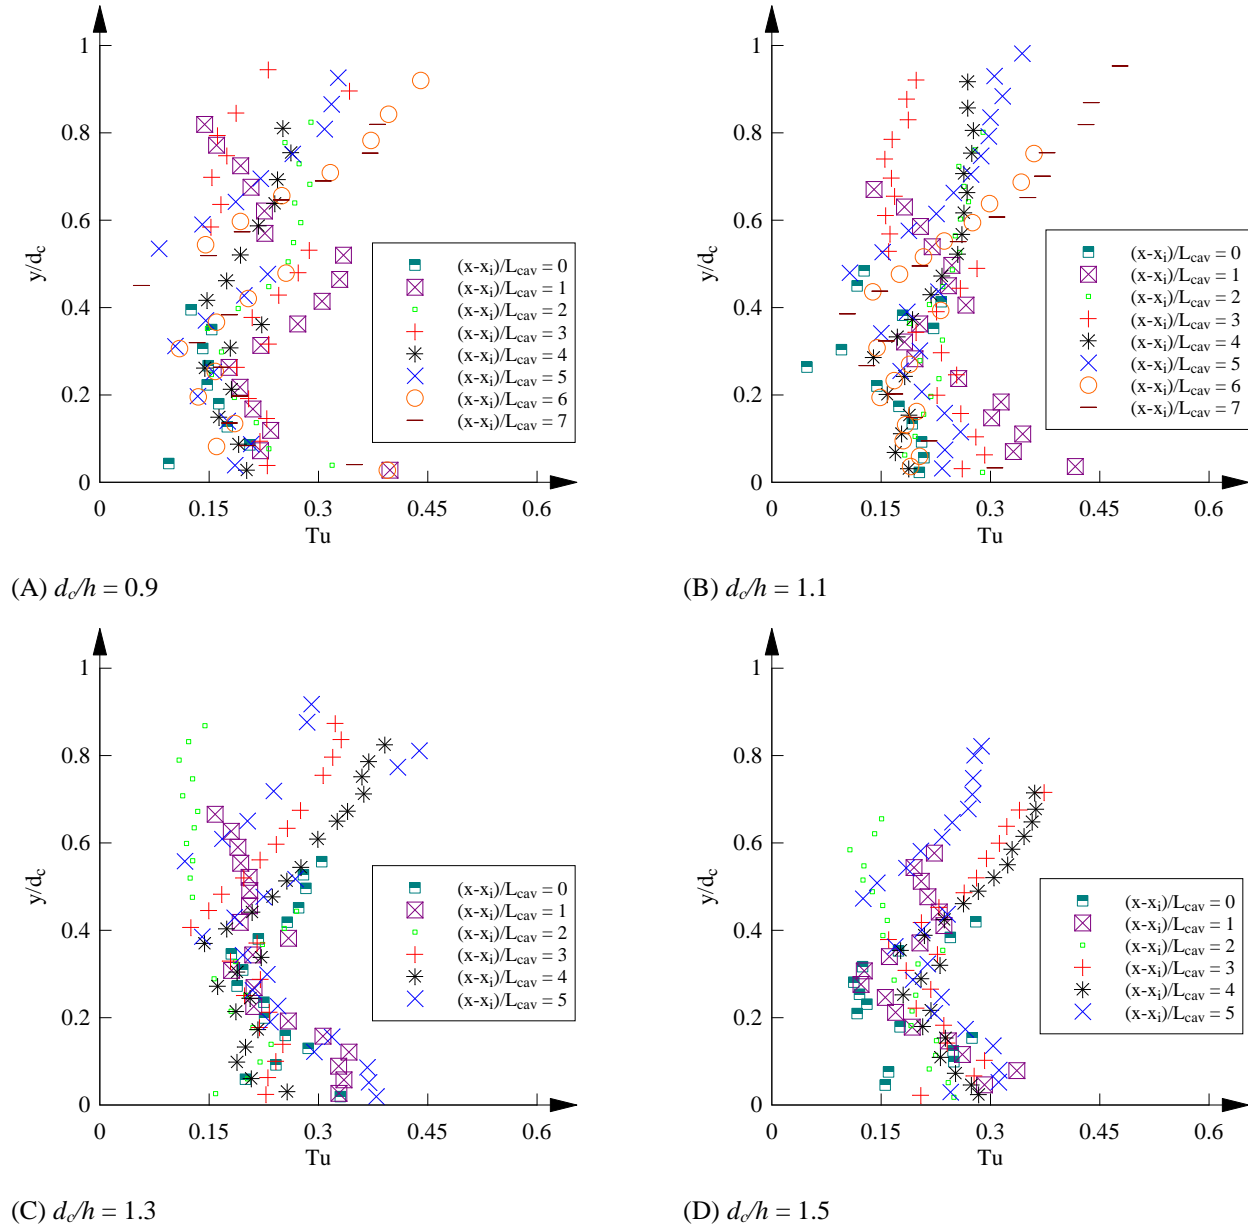 1
0.8
0.6
0.4
0.2
0
y/dc
0 0.15 0.3 0.45 0.6
Tu
(x-xi)/Lcav = 0
(x-xi)/Lcav = 1
(x-xi)/Lcav = 2
(x-xi)/Lcav = 3
(x-xi)/Lcav = 4
(x-xi)/Lcav = 5
(x-xi)/Lcav = 6
(x-xi)/Lcav = 7
(A) dc/h = 0.9
1
0.8
0.6
0.4
0.2
0
y/dc
0 0.15 0.3 0.45 0.6
Tu
(x-xi)/Lcav = 0
(x-xi)/Lcav = 1
(x-xi)/Lcav = 2
(x-xi)/Lcav = 3
(x-xi)/Lcav = 4
(x-xi)/Lcav = 5
(x-xi)/Lcav = 6
(x-xi)/Lcav = 7
(B) dc/h = 1.1
1
0.8
0.6
0.4
0.2
0
y/dc
0 0.15 0.3 0.45 0.6
Tu
(x-xi)/Lcav = 0
(x-xi)/Lcav = 1
(x-xi)/Lcav = 2
(x-xi)/Lcav = 3
(x-xi)/Lcav = 4
(x-xi)/Lcav = 5
(C) dc/h = 1.3
1
0.8
0.6
0.4
0.2
0
y/dc
0 0.15 0.3 0.45 0.6
Tu
(x-xi)/Lcav = 0
(x-xi)/Lcav = 1
(x-xi)/Lcav = 2
(x-xi)/Lcav = 3
(x-xi)/Lcav = 4
(x-xi)/Lcav = 5
(D) dc/h = 1.5